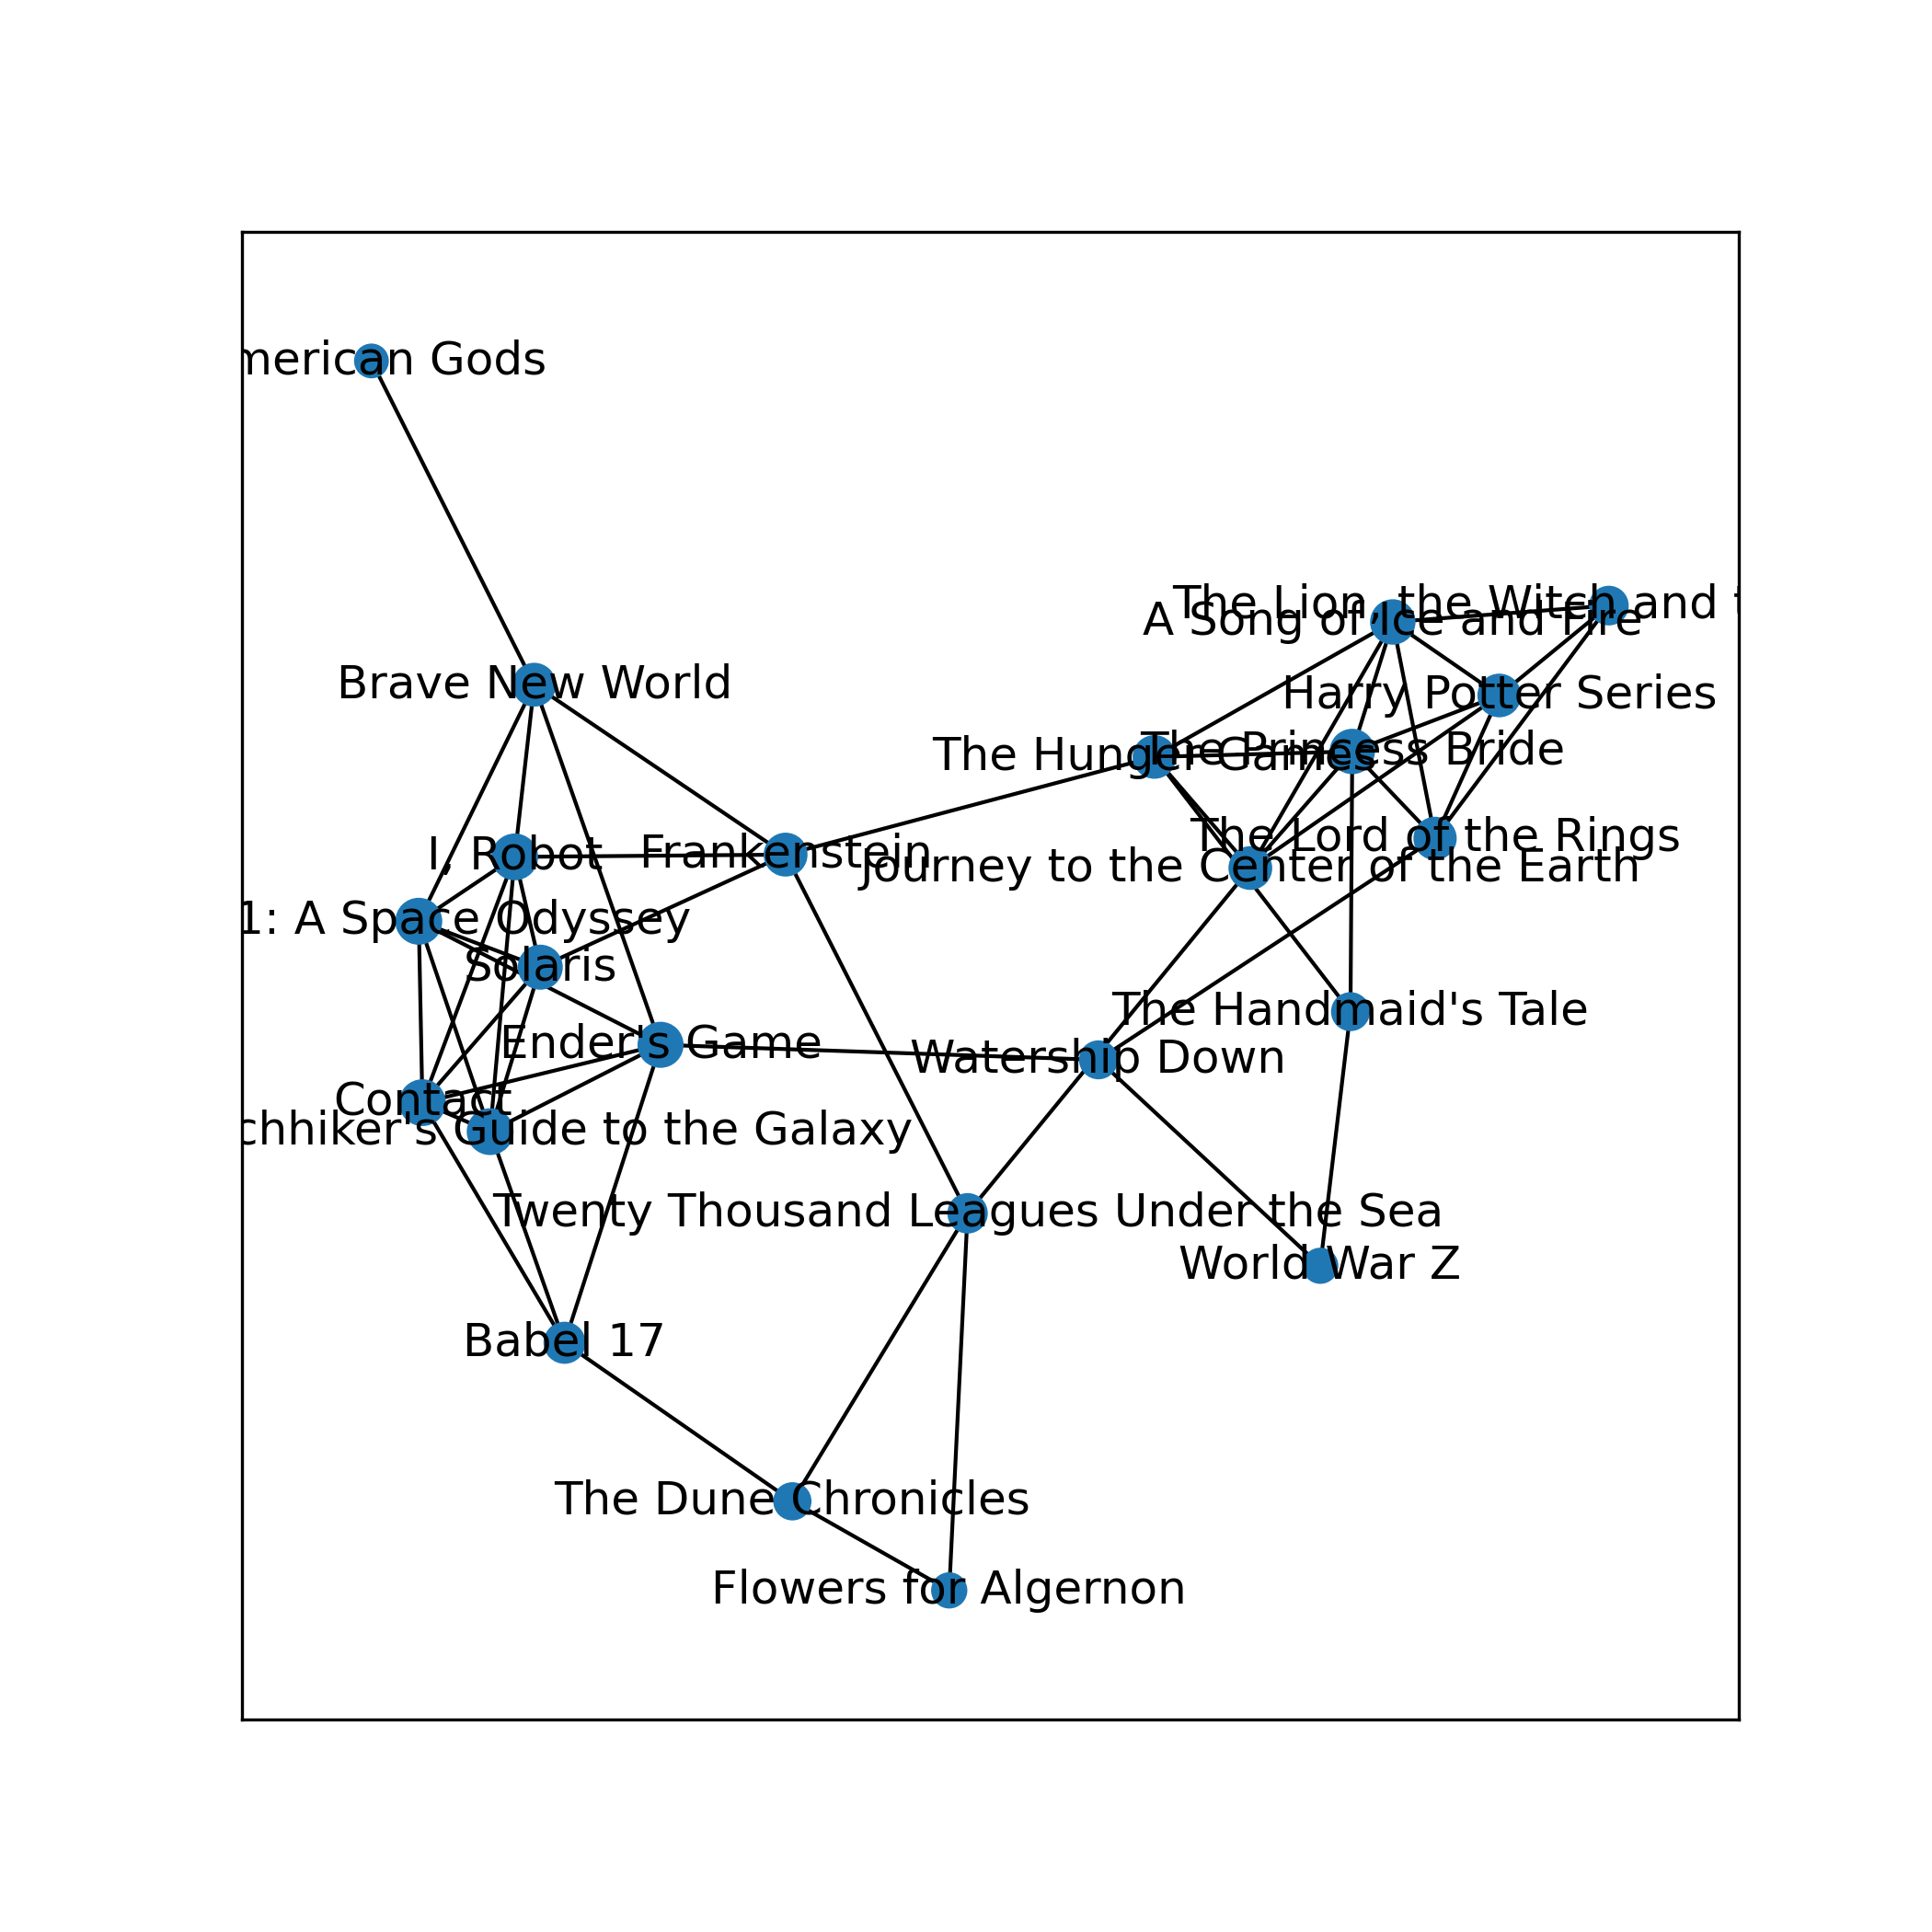 merican Gods
The Lion, the Witch and t
A Song of Ice and Fire
Brave New World
Harry Potter Series
The Princess Bride
The Hunger Games
The Lord of the Rings
I, Robot
Frankenstein
Journey to the Center of the Earth
1: A Space Odyssey
Solaris
The Handmaid's Tale
Ender's Game
Watership Down
Contact
chhiker's Guide to the Galaxy
Twenty Thousand Leagues Under the Sea
World War Z
Babel 17
The Dune Chronicles
Flowers for Algernon